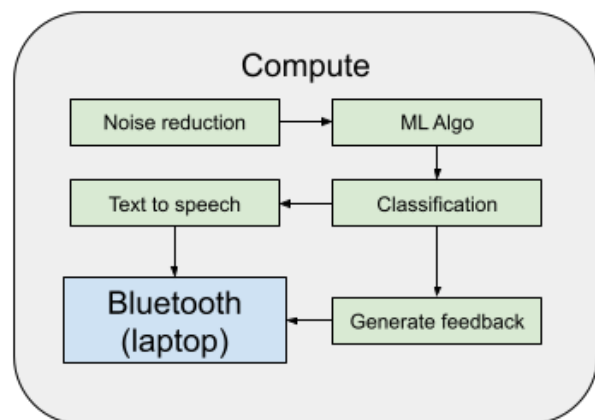 Compute
Noise reduction
ML Algo
Text to speech
Classification
Bluetooth
(laptop)
Generate feedback